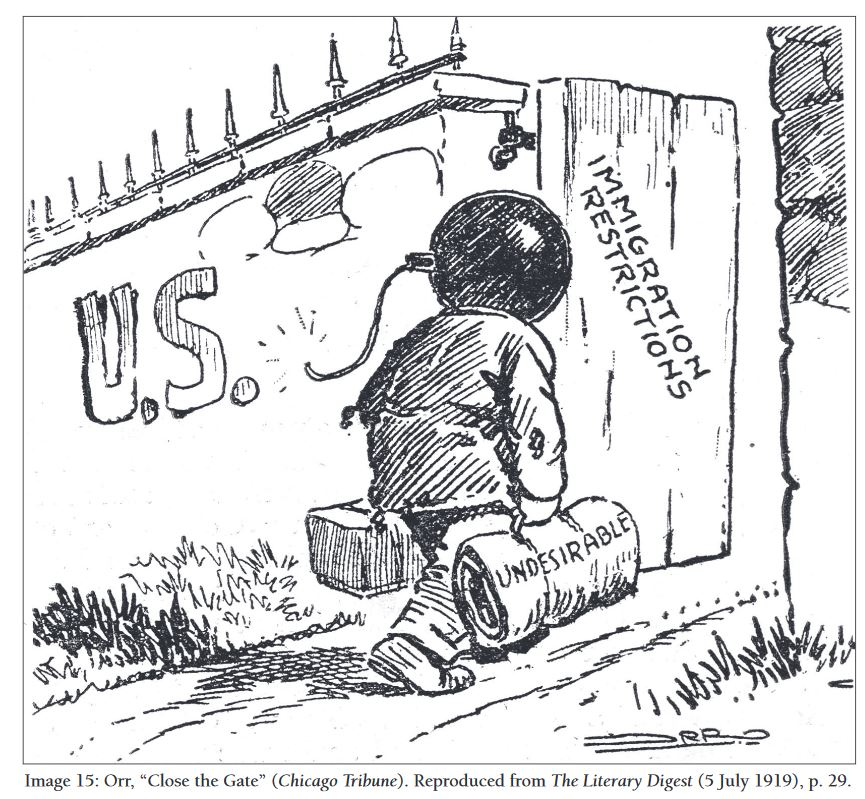 U.S.
IMMIGRATION
RESTRICTIONS
UNDESIRABLE
ORR
Image 15: Orr, “Close the Gate” (Chicago Tribune). Reproduced from The Literary Digest (5 July 1919), p. 29.